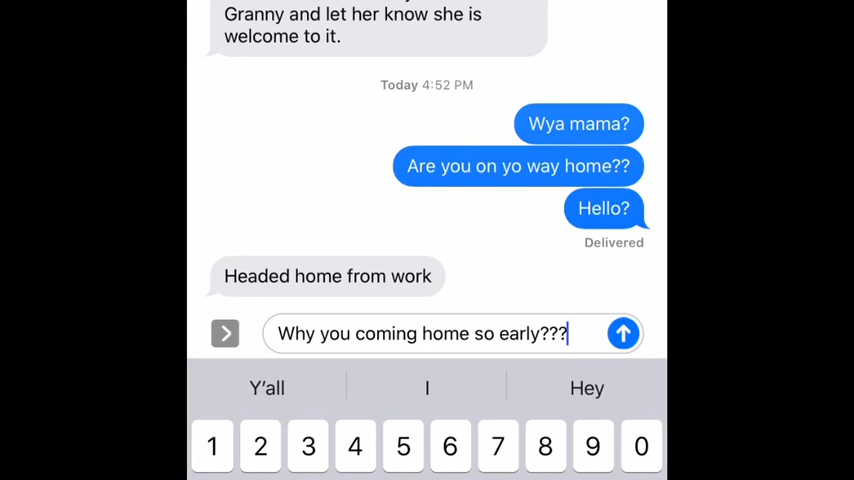 Granny and let her know she is
welcome to it.
Today 4:52 PM
Wya mama?
Are you on yo way home??
Hello?
Delivered
Headed home from work
Why you coming home so early???
Y'all I Hey
1 2 3 4 5 6 7 8 9 0